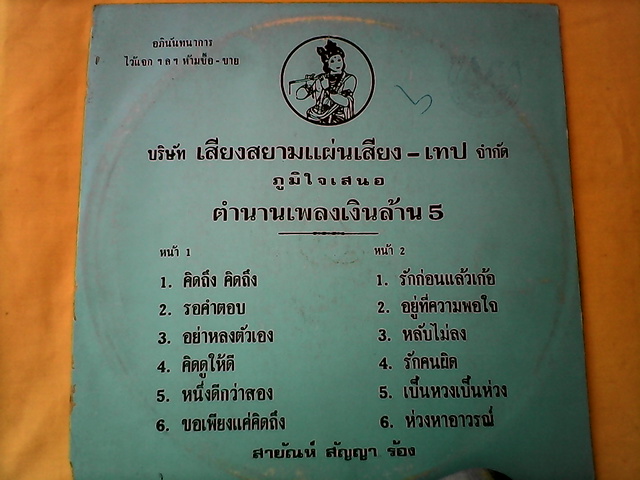 อภินันทนาการ
ไว้แจก ฯลฯ ห้ามซื้อ - ขาย
บริษัท เสียงสยามแผ่นเสียง – เทป จำกัด
ภูมิใจเสนอ
ตำนานเพลงเงินล้าน 5
หน้า 1
1. คิดถึง คิดถึง
2. รอคำตอบ
3. อย่าหลงตัวเอง
4. คิดดูให้ดี
5. หนึ่งดีกว่าสอง
6. ขอเพียงแค่คิดถึง
หน้า 2
1. รักก่อนแล้วเก้อ
2. อยู่ที่ความพอใจ
3. หลับไม่ลง
4. รักคนผิด
5. เบื้นหวงเบื้นห่วง
6. ห่วงหาอาวรณ์
สายัณห์ สัญญา ร้อง